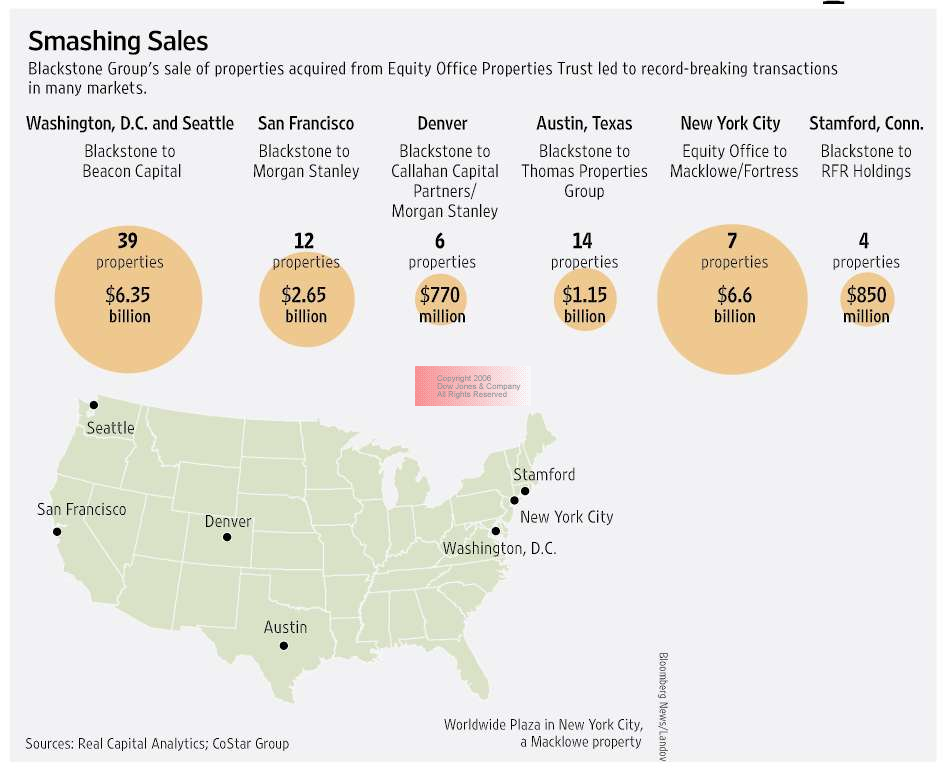 Smashing Sales
Blackstone Group's sale of properties acquired from Equity Office Properties Trust led to record-breaking transactions
in many markets.
Washington, D.C. and Seattle
Blackstone to
Beacon Capital
39
properties
$6.35
billion
San Francisco
Blackstone to
Morgan Stanley
12
properties
$2.65
billion
Denver
Blackstone to
Callahan Capital
Partners/
Morgan Stanley
6
properties
$770
million
Austin, Texas
Blackstone to
Thomas Properties
Group
14
properties
$1.15
billion
New York City
Equity Office to
Macklowe/Fortress
7
properties
$6.6
billion
Stamford, Conn.
Blackstone to
RFR Holdings
4
properties
$850
million
Copyright 2006
Dow Jones & Company
All Rights Reserved
Seattle
Stamford
San Francisco
New York City
Denver
Washington, D.C.
Austin
Bloomberg News/Landov
Worldwide Plaza in New York City,
a Macklowe property
Sources: Real Capital Analytics; CoStar Group